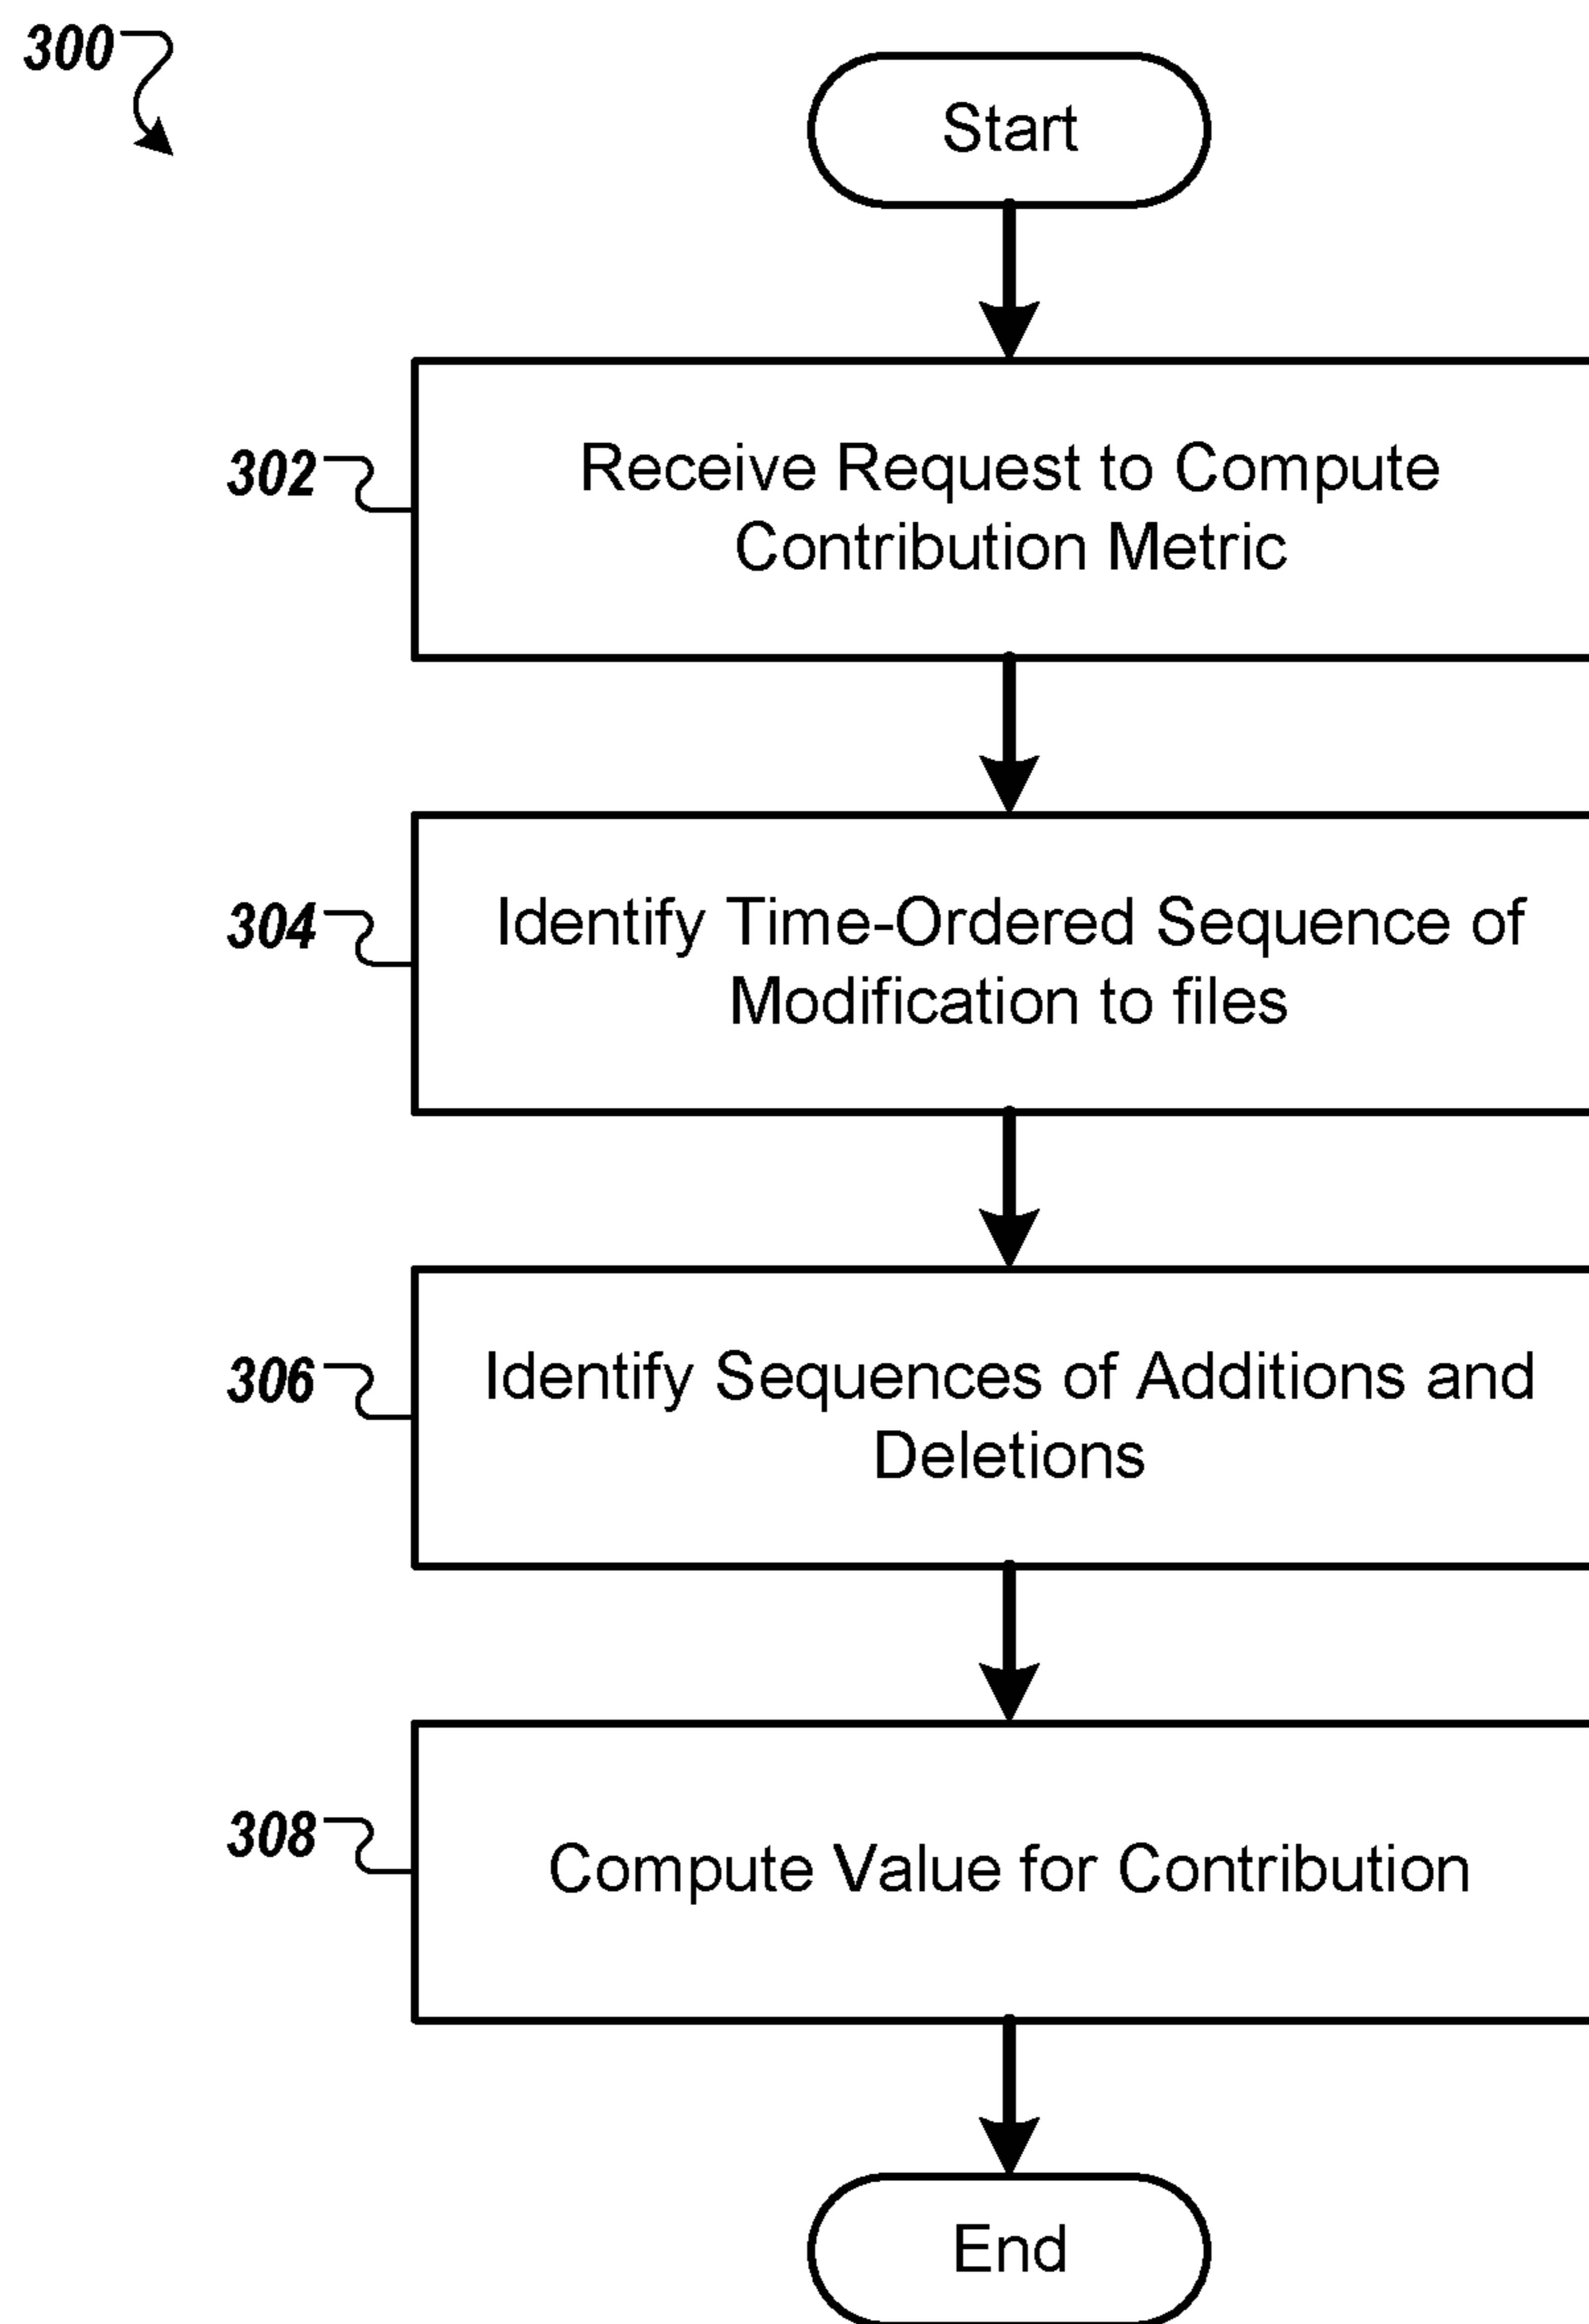 300
Start
302
Receive Request to Compute
Contribution Metric
304
Identify Time-Ordered Sequence of
Modification to files
306
Identify Sequences of Additions and
Deletions
308
Compute Value for Contribution
End